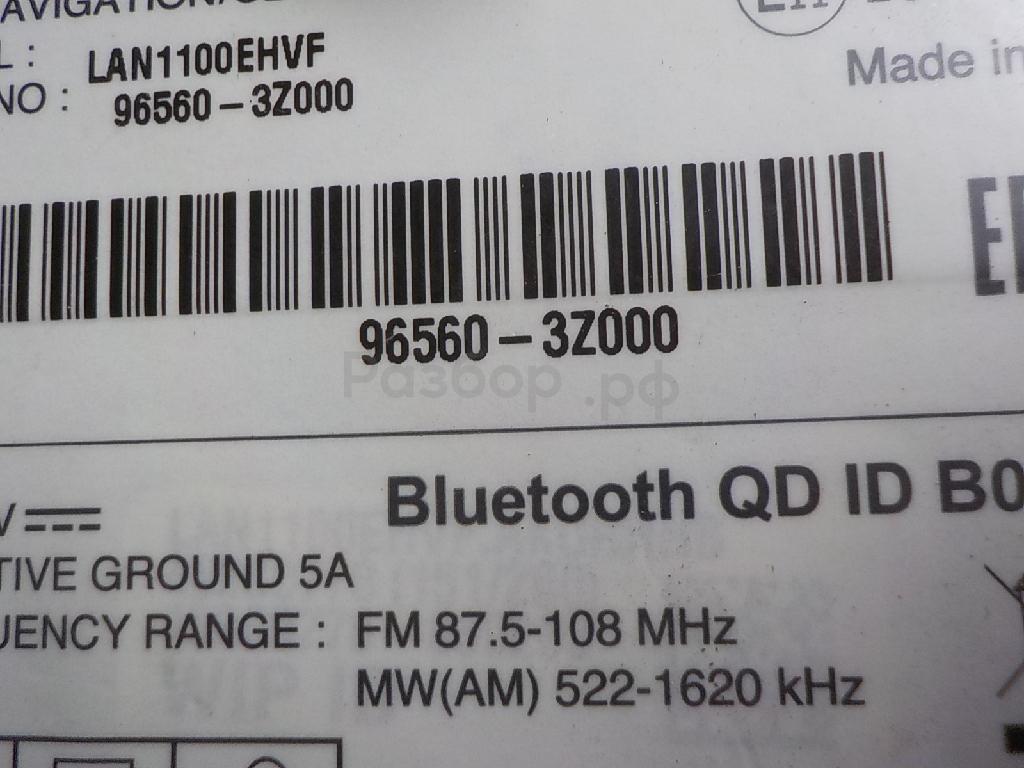 AVIGATION/
L : LAN1100EHVF
NO : 96560-3Z000
Made in
96560-3Z000
Разбор.рф
V
Bluetooth QD ID B0
TIVE GROUND 5A
UENCY RANGE : FM 87.5-108 MHz
MW(AM) 522-1620 kHz